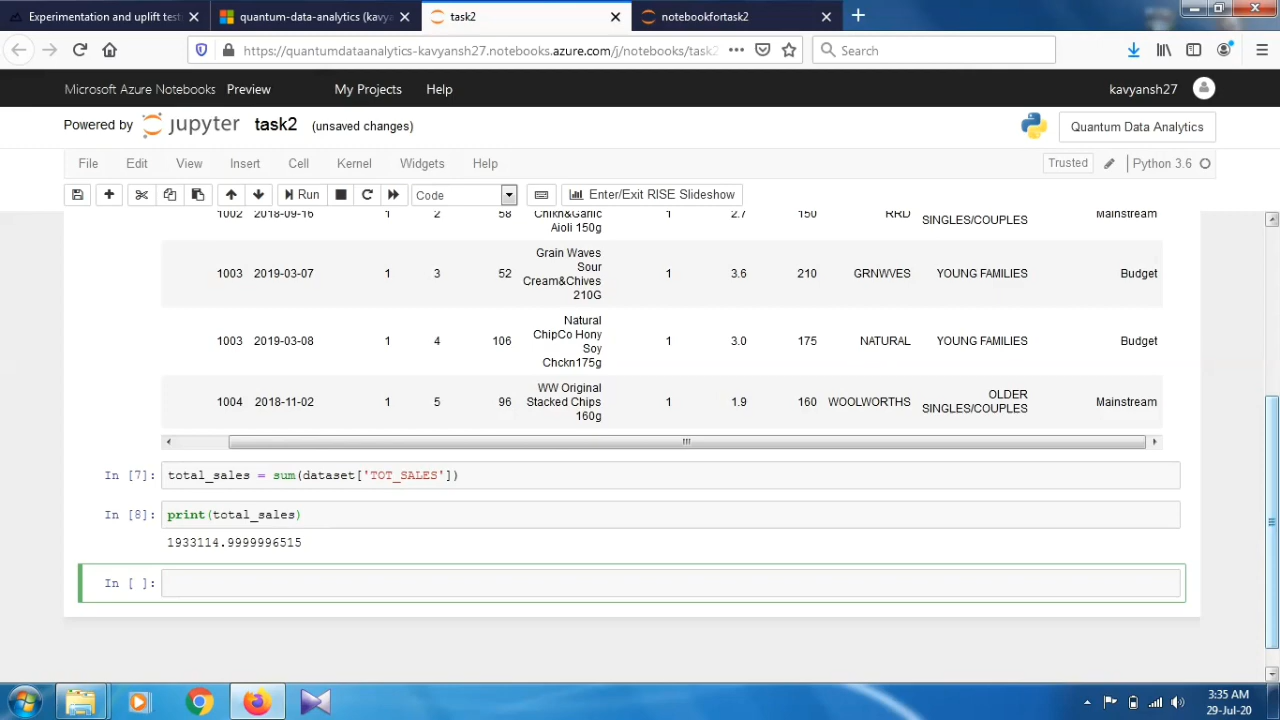 Experimentation and uplift test
quantum-data-analytics (kavya
task2
notebookfortask2
https://quantumdataanalytics-kavyansh27.notebooks.azure.com/j/notebooks/task2
Search
Microsoft Azure Notebooks Preview My Projects Help kavyansh27
Powered by jupyter task2 (unsaved changes) Quantum Data Analytics
File Edit View Insert Cell Kernel Widgets Help Trusted Python 3.6
Run Code Enter/Exit RISE Slideshow
1002 2018-09-16 1 2 58 Chikn&Garlic Aioli 150g 1 2.7 150 RRD SINGLES/COUPLES Mainstream
1003 2019-03-07 1 3 52 Grain Waves Sour Cream&Chives 210G 1 3.6 210 GRNWVES YOUNG FAMILIES Budget
1003 2019-03-08 1 4 106 Natural ChipCo Hony Soy Chckn175g 1 3.0 175 NATURAL YOUNG FAMILIES Budget
1004 2018-11-02 1 5 96 WW Original Stacked Chips 160g 1 1.9 160 WOOLWORTHS OLDER SINGLES/COUPLES Mainstream
In [7]: total_sales = sum(dataset['TOT_SALES'])
In [8]: print(total_sales)
1933114.9999996515
In [ ]:
3:35 AM
29-Jul-20